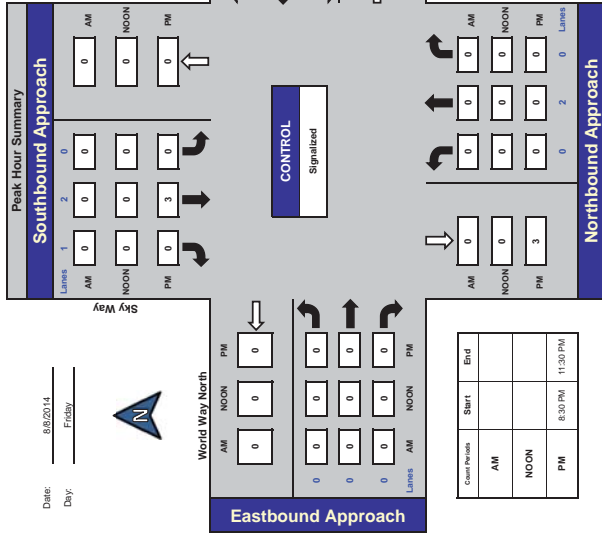 Peak Hour Summary
Southbound Approach
Lanes 1 2 0
AM 0 0 0 0 AM
NOON 0 0 0 0 NOON
PM 0 3 0 0 PM
Sky Way
Date: 8/8/2014
Day: Friday
N
World Way North
AM NOON PM
0 0 0
0 0 0 0
0 0 0 0
0 0 0 0
Lanes AM NOON PM
Eastbound Approach
CONTROL
Signalized
Count Periods Start End
AM
NOON
PM 8:30 PM 11:30 PM
AM 0 0 0 0 AM
NOON 0 0 0 0 NOON
PM 3 0 0 0 PM
0 2 0 Lanes
Northbound Approach